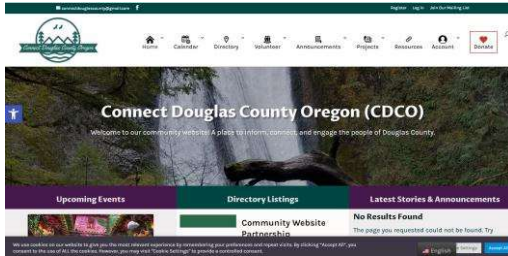 connectdouglascounty@gmail.com
Register Log In Join Our Mailing List
Connect Douglas County Oregon
Home Calendar Directory Volunteer Announcements Projects Resources Account Donate
Connect Douglas County Oregon (CDCO)
Welcome to our community website! A place to inform, connect, and engage the people of Douglas County.
Upcoming Events
Directory Listings
Latest Stories & Announcements
Community Website
Partnership
No Results Found
The page you requested could not be found. Try
We use cookies on our website to give you the most relevant experience by remembering your preferences and repeat visits. By clicking "Accept All", you
consent to the use of ALL the cookies. However, you may visit "Cookie Settings" to provide a controlled consent.
English
Settings
Accept All